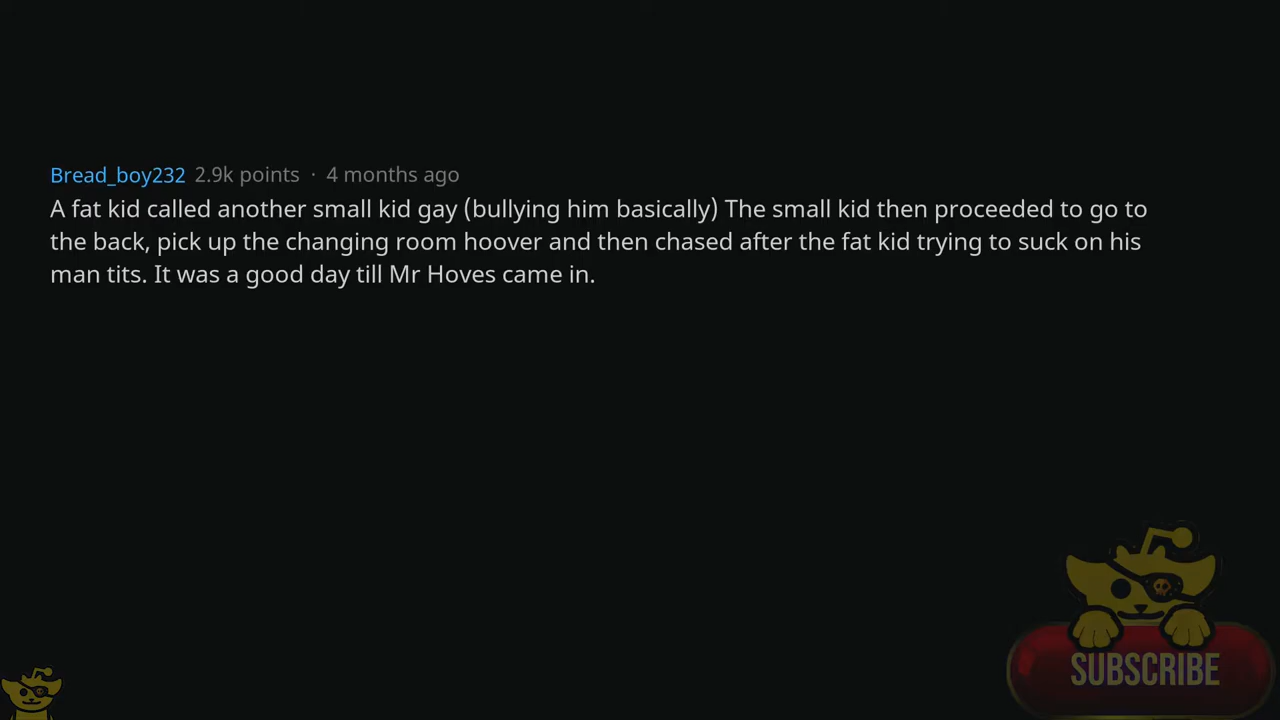 Bread_boy232 2.9k points · 4 months ago
A fat kid called another small kid gay (bullying him basically) The small kid then proceeded to go to
the back, pick up the changing room hoover and then chased after the fat kid trying to suck on his
man tits. It was a good day till Mr Hoves came in.
SUBSCRIBE